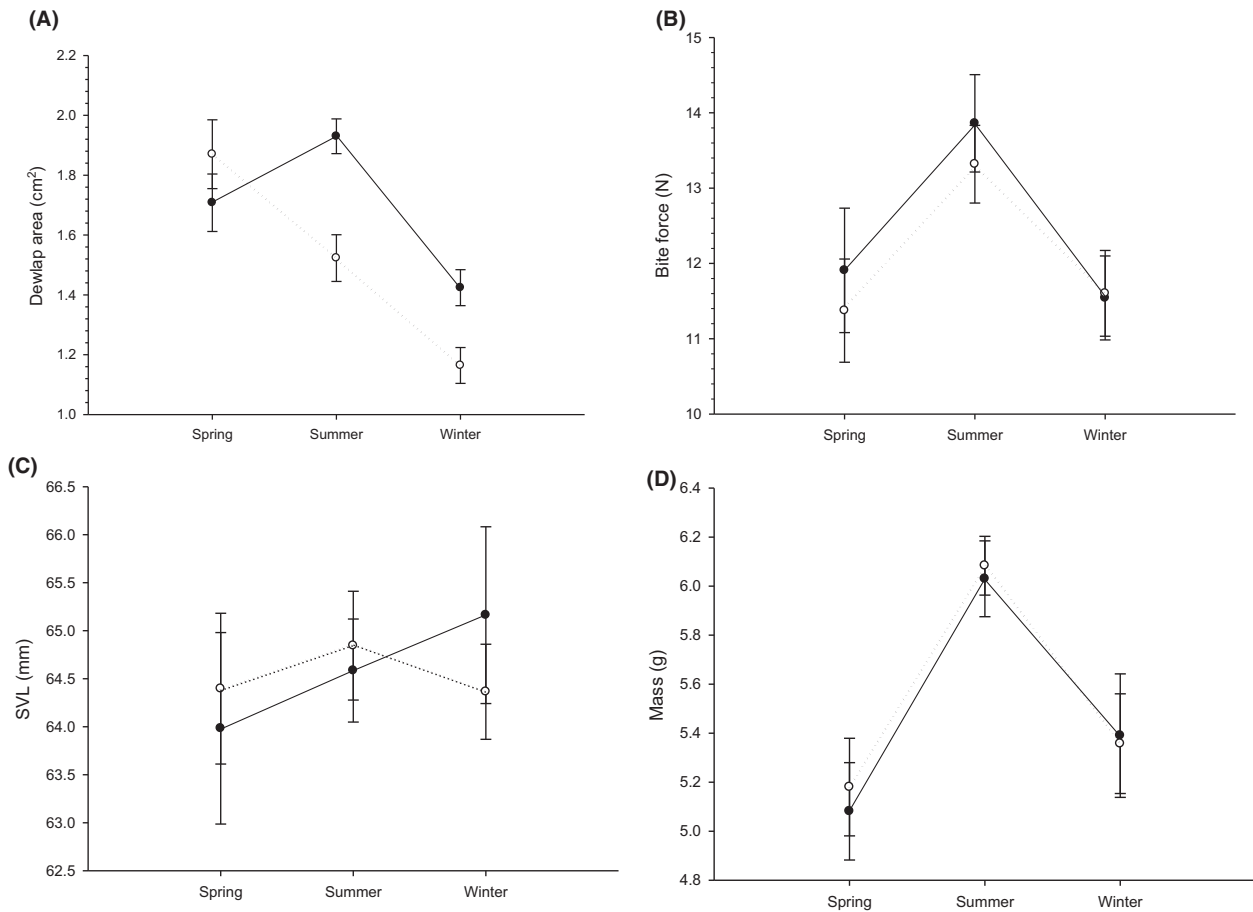 (A)
2.2
2.0
1.8
1.6
1.4
1.2
1.0
Dewlap area (cm²)
Spring Summer Winter
(B)
15
14
13
12
11
10
Bite force (N)
Spring Summer Winter
(C)
66.5
66.0
65.5
65.0
64.5
64.0
63.5
63.0
62.5
SVL (mm)
Spring Summer Winter
(D)
6.4
6.2
6.0
5.8
5.6
5.4
5.2
5.0
4.8
Mass (g)
Spring Summer Winter